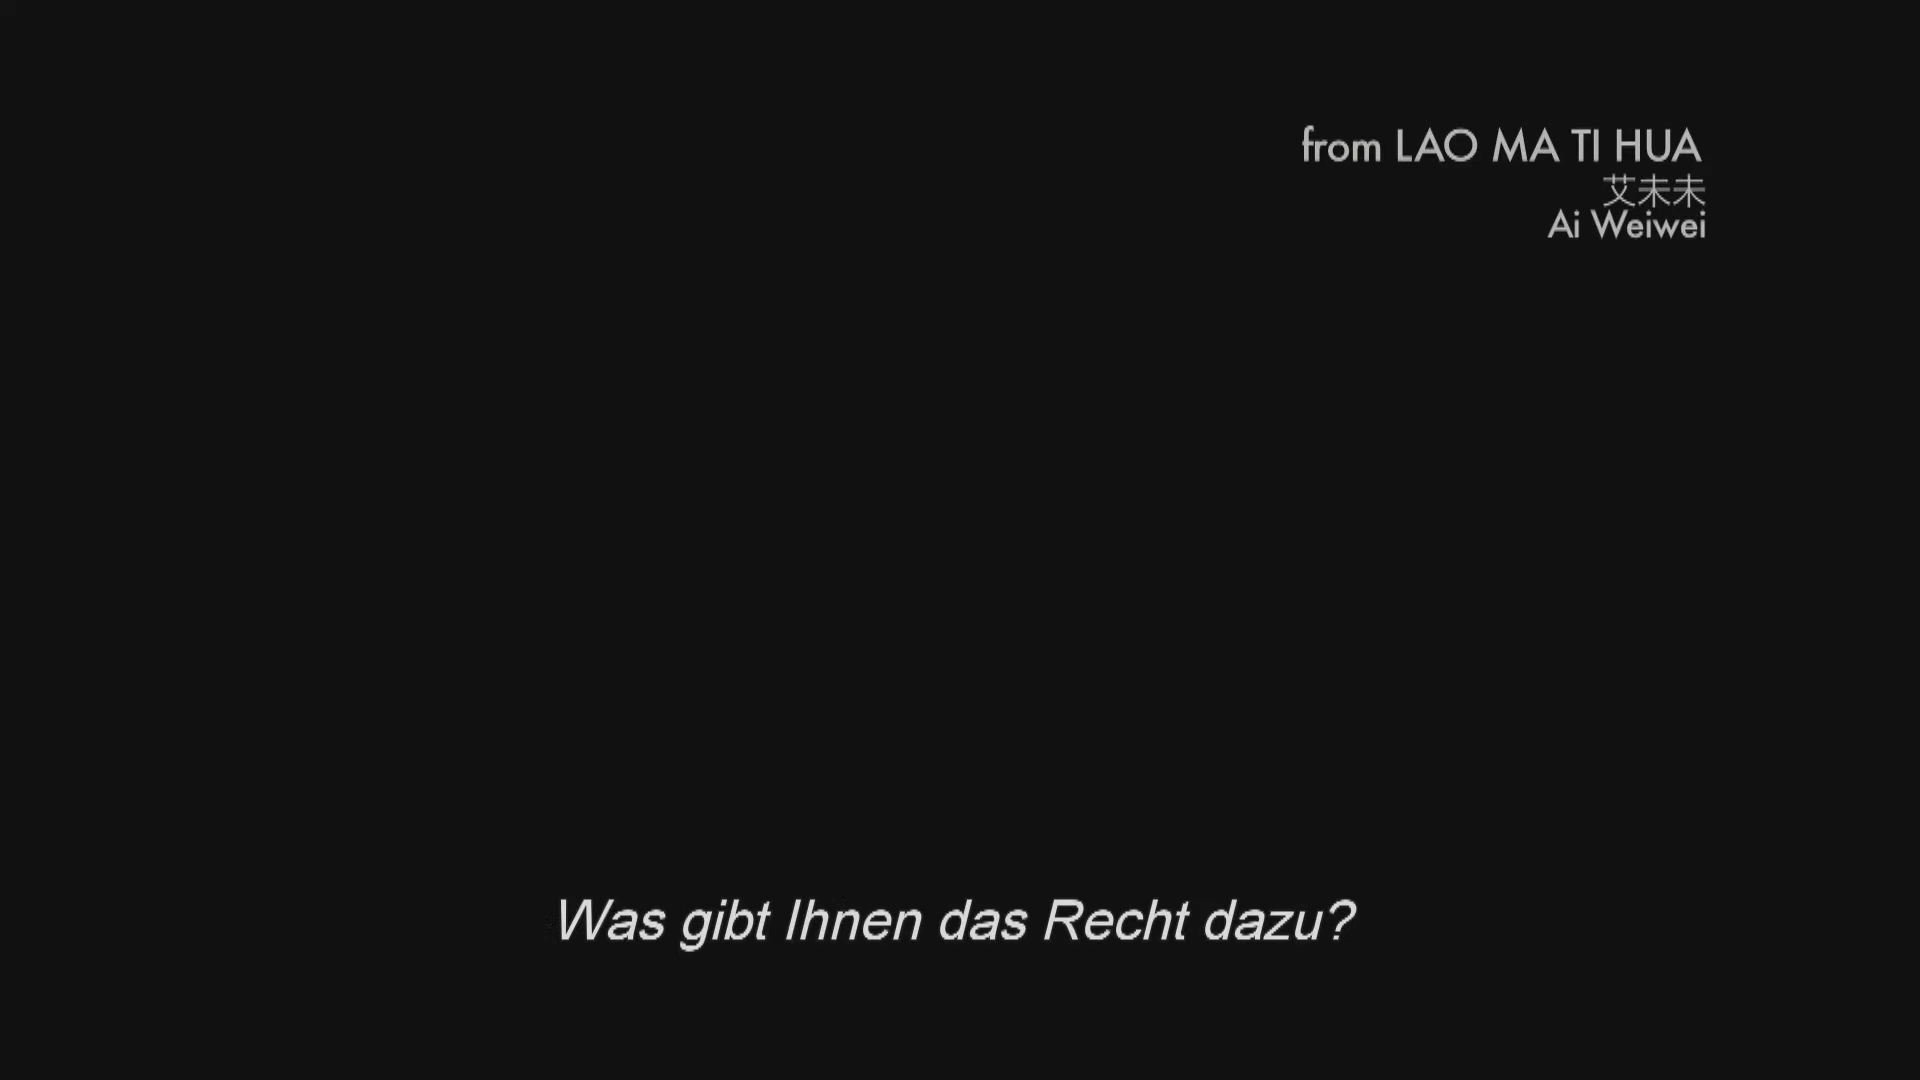 from LAO MA TI HUA
艾未未
Ai Weiwei
Was gibt Ihnen das Recht dazu?